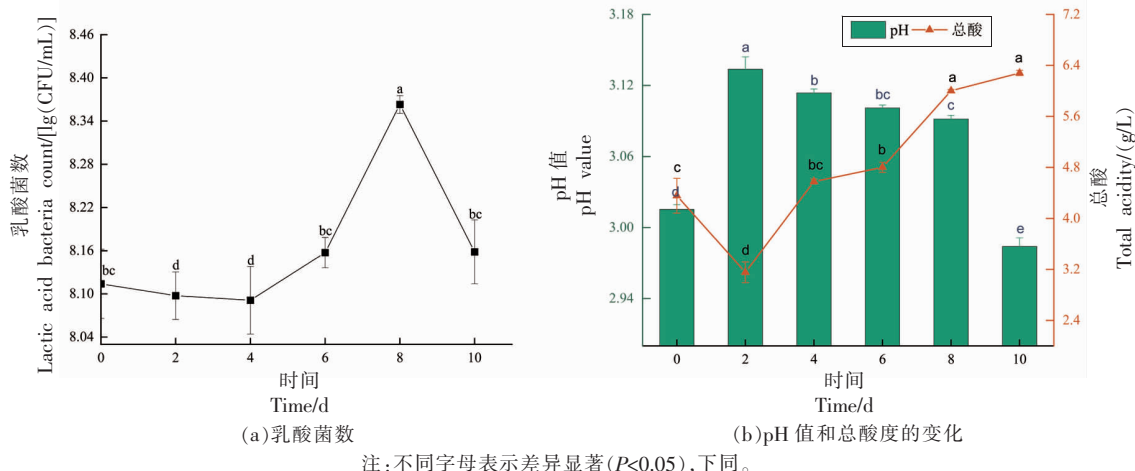 乳酸菌数
Lactic acid bacteria count/[lg(CFU/mL)]
8.46
8.40
8.34
8.28
8.22
8.16
8.10
8.04
bc
d
d
bc
a
bc
0
2
4
6
8
10
时间
Time/d
(a)乳酸菌数
pH 值
pH value
3.18
3.12
3.06
3.00
2.94
pH
总酸
c
d
a
d
b
bc
bc
b
a
c
a
e
0
2
4
6
8
10
7.2
6.4
5.6
4.8
4.0
3.2
2.4
总酸
Total acidity/(g/L)
时间
Time/d
(b)pH 值和总酸度的变化
注:不同字母表示差异显著(P<0.05),下同。